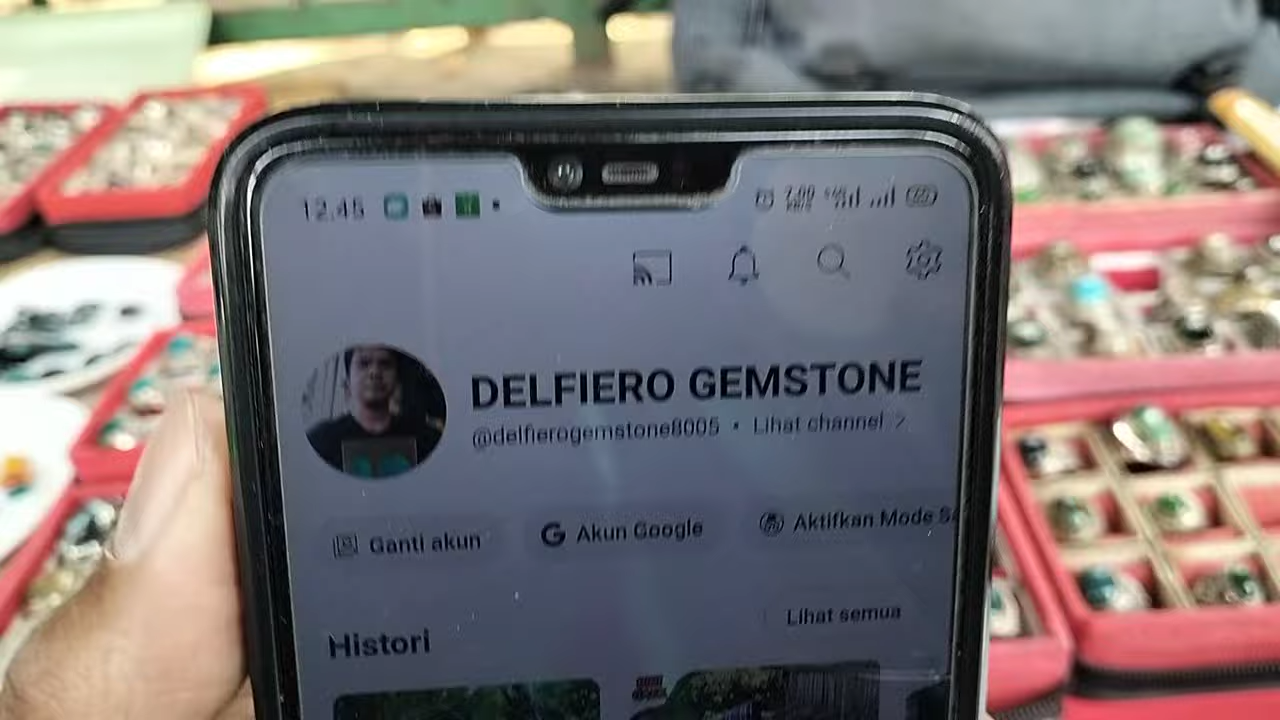 12.45
DELFIERO GEMSTONE
@delfierogemstone8005 • Lihat channel >
Ganti akun
G Akun Google
Aktifkan Mode
Lihat semua
Histori